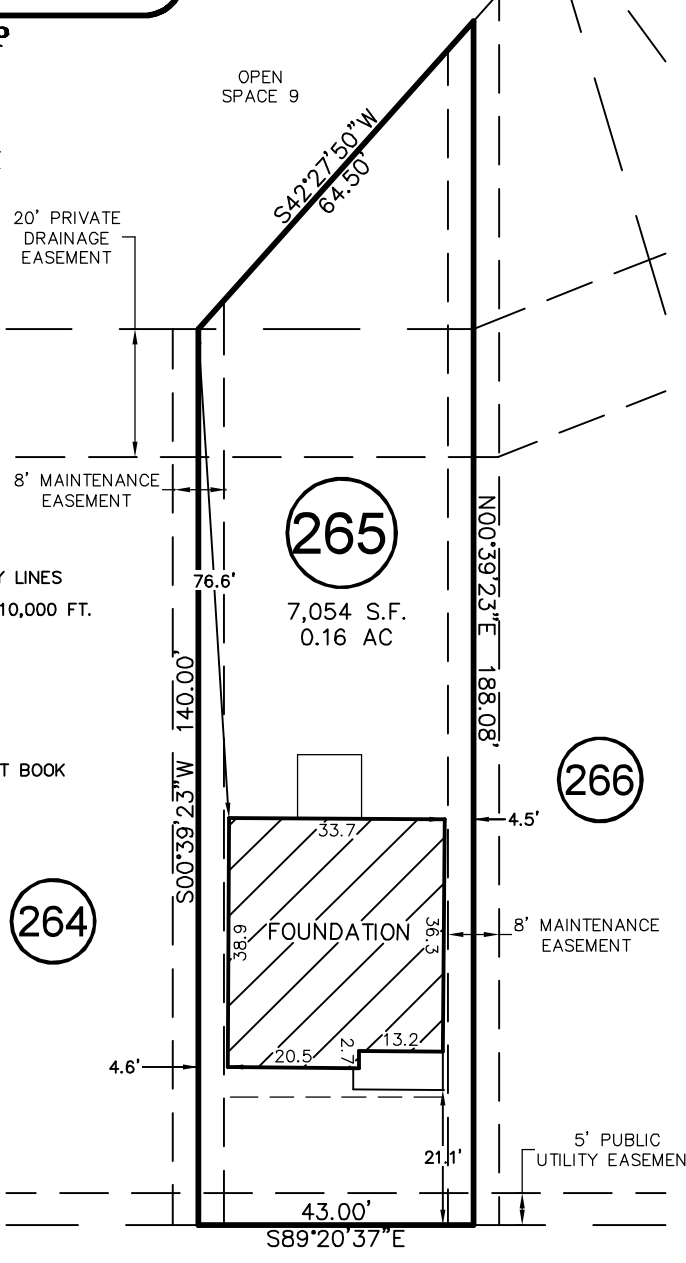 OPEN
SPACE 9
S42°27'50"W
64.50'
20' PRIVATE
DRAINAGE
EASEMENT
8' MAINTENANCE
EASEMENT
265
7,054 S.F.
0.16 AC
Y LINES
10,000 FT.
76.6'
N00°39'23"E 188.08'
S00°39'23"W 140.00'
T BOOK
266
4.5'
33.7
264
FOUNDATION
38.9
36.3
8' MAINTENANCE
EASEMENT
13.2
2.7
20.5
4.6'
21.1'
5' PUBLIC
UTILITY EASEMEN
43.00'
S89°20'37"E